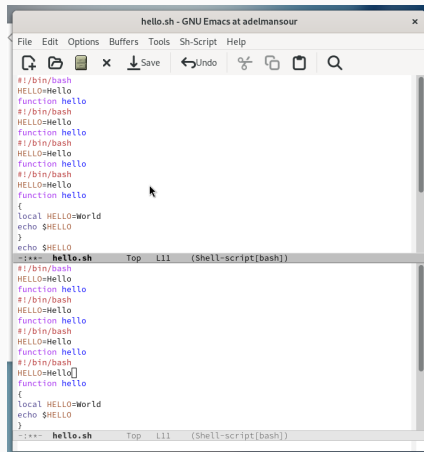 hello.sh - GNU Emacs at adelmansour ×
File Edit Options Buffers Tools Sh-Script Help
Save Undo
#!/bin/bash
HELLO=Hello
function hello
#!/bin/bash
HELLO=Hello
function hello
#!/bin/bash
HELLO=Hello
function hello
#!/bin/bash
HELLO=Hello
function hello
{
local HELLO=World
echo $HELLO
}
echo $HELLO
-:**- hello.sh Top L11 (Shell-script[bash])
#!/bin/bash
HELLO=Hello
function hello
#!/bin/bash
HELLO=Hello
function hello
#!/bin/bash
HELLO=Hello
function hello
#!/bin/bash
HELLO=Hello
function hello
{
local HELLO=World
echo $HELLO
}
-:**- hello.sh Top L11 (Shell-script[bash])